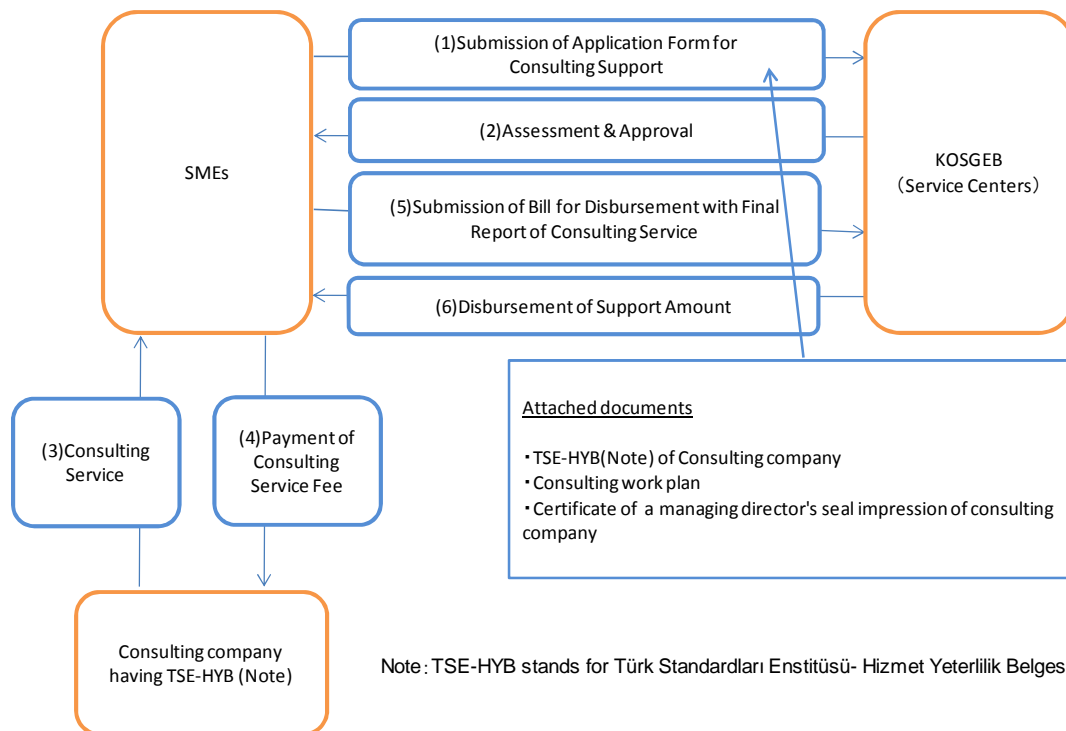 (1)Submission of Application Form for
Consulting Support
(2)Assessment & Approval
SMEs
KOSGEB
（Service Centers）
(5)Submission of Bill for Disbursement with Final
Report of Consulting Service
(6)Disbursement of Support Amount
(3)Consulting
Service
(4)Payment of
Consulting
Service Fee
Attached documents
・TSE-HYB(Note) of Consulting company
・Consulting work plan
・Certificate of a managing director's seal impression of consulting
company
Consulting company
having TSE-HYB (Note)
Note：TSE-HYB stands for Türk Standardları Enstitüsü- Hizmet Yeterlilik Belges